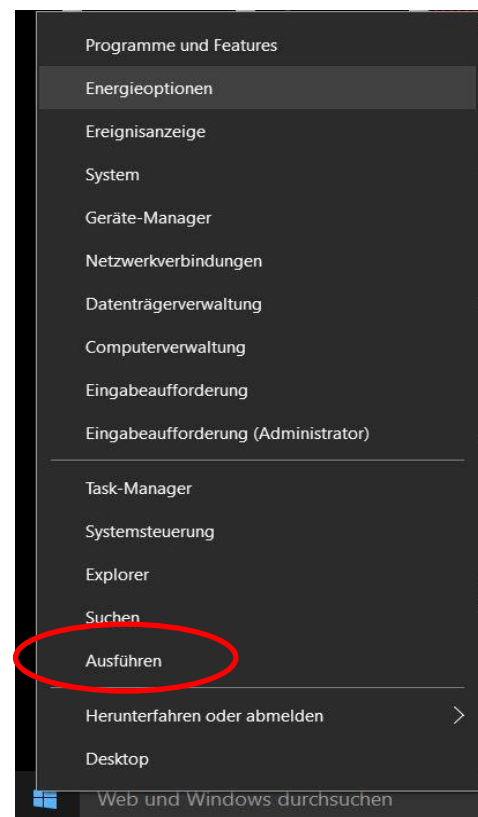 Programme und Features
Energieoptionen
Ereignisanzeige
System
Geräte-Manager
Netzwerkverbindungen
Datenträgerverwaltung
Computerverwaltung
Eingabeaufforderung
Eingabeaufforderung (Administrator)
Task-Manager
Systemsteuerung
Explorer
Suchen
Ausführen
Herunterfahren oder abmelden
Desktop
Web und Windows durchsuchen